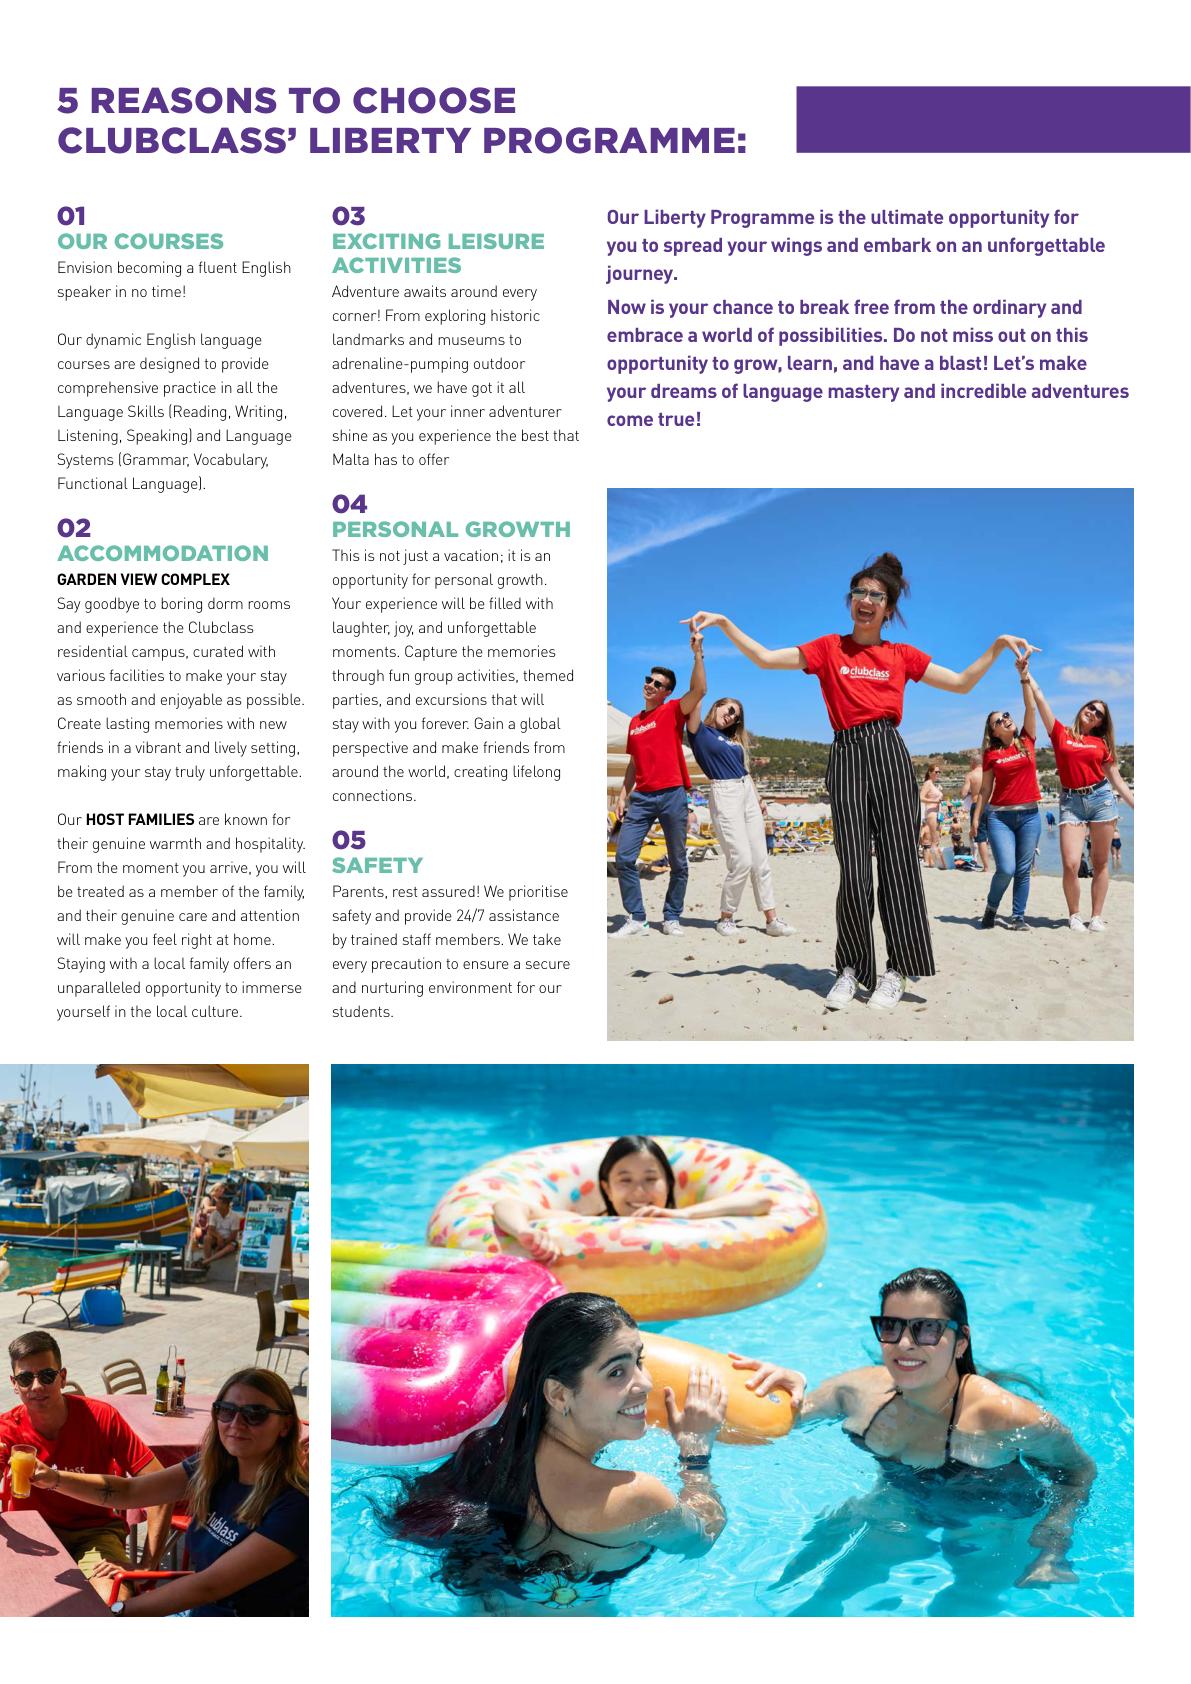 5 REASONS TO CHOOSE
CLUBCLASS’ LIBERTY PROGRAMME:
01
OUR COURSES
Envision becoming a fluent English
speaker in no time!
Our dynamic English language
courses are designed to provide
comprehensive practice in all the
Language Skills (Reading, Writing,
Listening, Speaking) and Language
Systems (Grammar, Vocabulary,
Functional Language).
02
ACCOMMODATION
GARDEN VIEW COMPLEX
Say goodbye to boring dorm rooms
and experience the Clubclass
residential campus, curated with
various facilities to make your stay
as smooth and enjoyable as possible.
Create lasting memories with new
friends in a vibrant and lively setting,
making your stay truly unforgettable.
Our HOST FAMILIES are known for
their genuine warmth and hospitality.
From the moment you arrive, you will
be treated as a member of the family,
and their genuine care and attention
will make you feel right at home.
Staying with a local family offers an
unparalleled opportunity to immerse
yourself in the local culture.
03
EXCITING LEISURE
ACTIVITIES
Adventure awaits around every
corner! From exploring historic
landmarks and museums to
adrenaline-pumping outdoor
adventures, we have got it all
covered. Let your inner adventurer
shine as you experience the best that
Malta has to offer
04
PERSONAL GROWTH
This is not just a vacation; it is an
opportunity for personal growth.
Your experience will be filled with
laughter, joy, and unforgettable
moments. Capture the memories
through fun group activities, themed
parties, and excursions that will
stay with you forever. Gain a global
perspective and make friends from
around the world, creating lifelong
connections.
05
SAFETY
Parents, rest assured! We prioritise
safety and provide 24/7 assistance
by trained staff members. We take
every precaution to ensure a secure
and nurturing environment for our
students.
Our Liberty Programme is the ultimate opportunity for
you to spread your wings and embark on an unforgettable
journey.
Now is your chance to break free from the ordinary and
embrace a world of possibilities. Do not miss out on this
opportunity to grow, learn, and have a blast! Let’s make
your dreams of language mastery and incredible adventures
come true!
clubclass
clubclass
clubclass